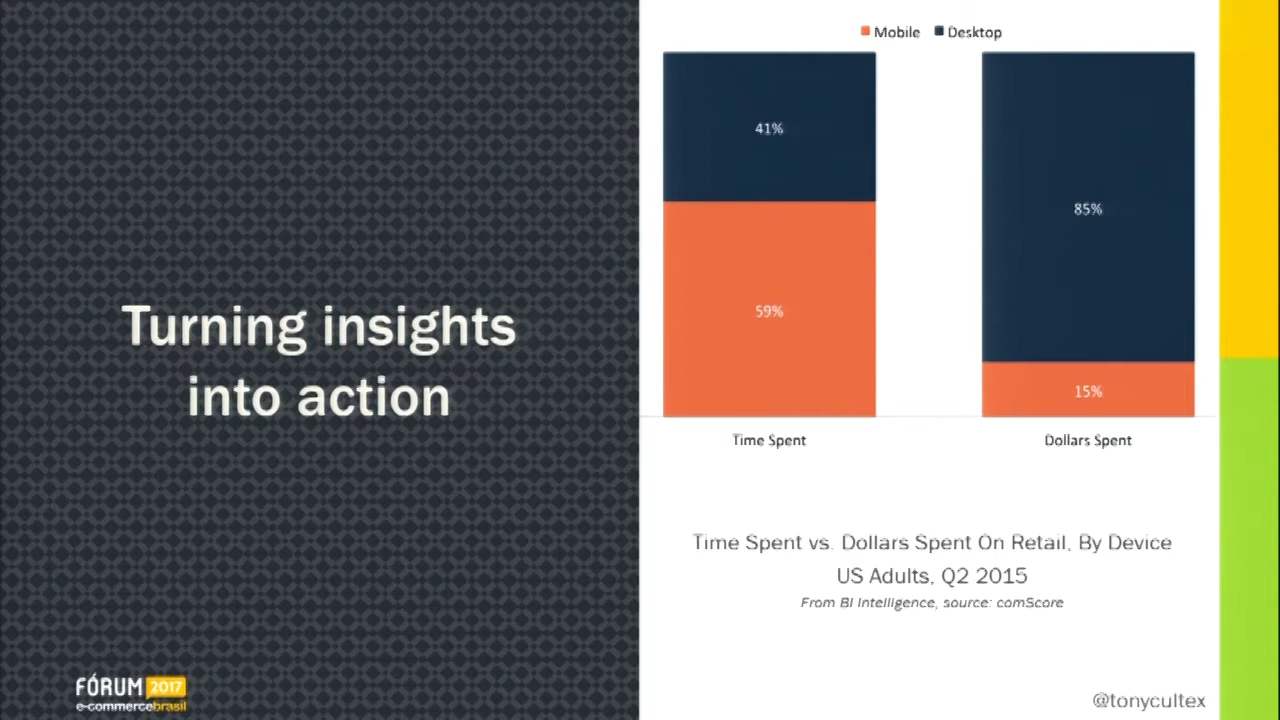 Turning insights
into action
FÓRUM 2017
e-commercebrasil
Mobile Desktop
41%
59%
85%
15%
Time Spent
Dollars Spent
Time Spent vs. Dollars Spent On Retail, By Device
US Adults, Q2 2015
From BI Intelligence, source: comScore
@tonycultex